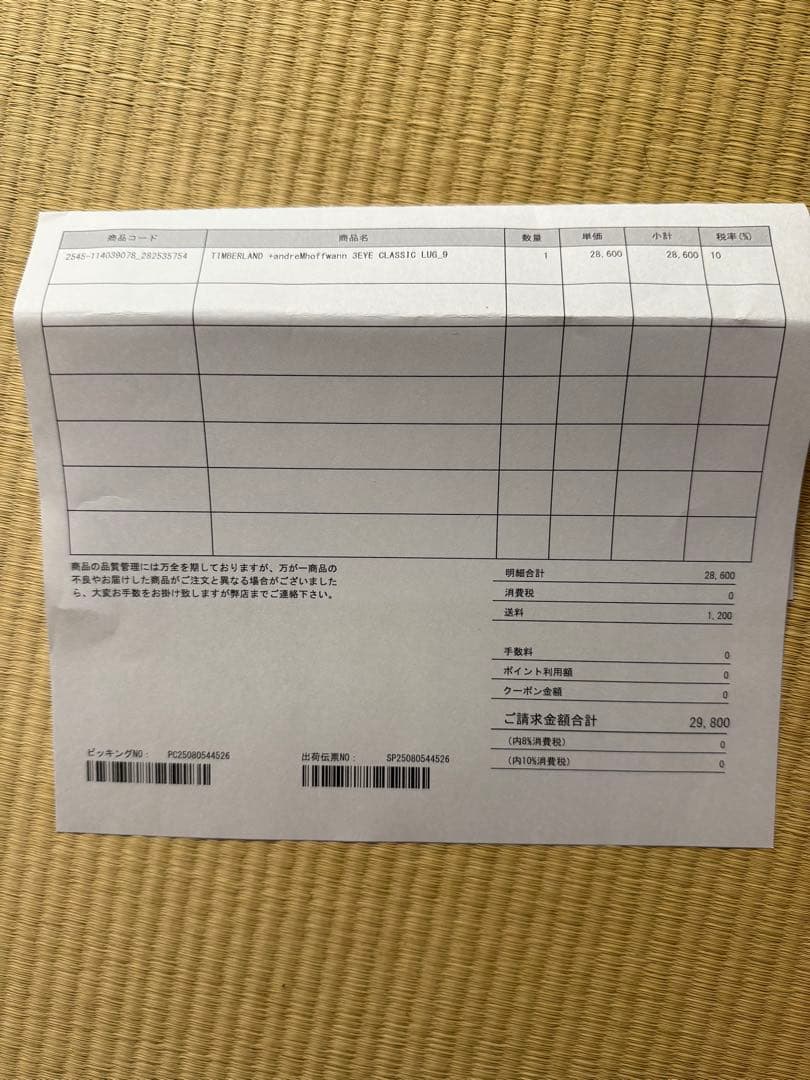 商品コード 商品名 数量 単価 小計 税率(%)
2545-114039078_282535754 TIMBERLAND +andreMhoffwann 3EYE CLASSIC LUG_9 1 28,600 28,600 10
商品の品質管理には万全を期しておりますが、万が一商品の
不良やお届けした商品がご注文と異なる場合がございました
ら、大変お手数をお掛け致しますが弊店までご連絡下さい。
明細合計 28,600
消費税 0
送料 1,200
手数料 0
ポイント利用額 0
クーポン金額 0
ご請求金額合計 29,800
(内8%消費税) 0
(内10%消費税) 0
ピッキングNO: PC25080544526
出荷伝票NO: SP25080544526